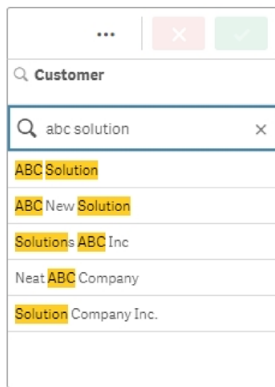 Customer
abc solution
ABC Solution
ABC New Solution
Solutions ABC Inc
Neat ABC Company
Solution Company Inc.